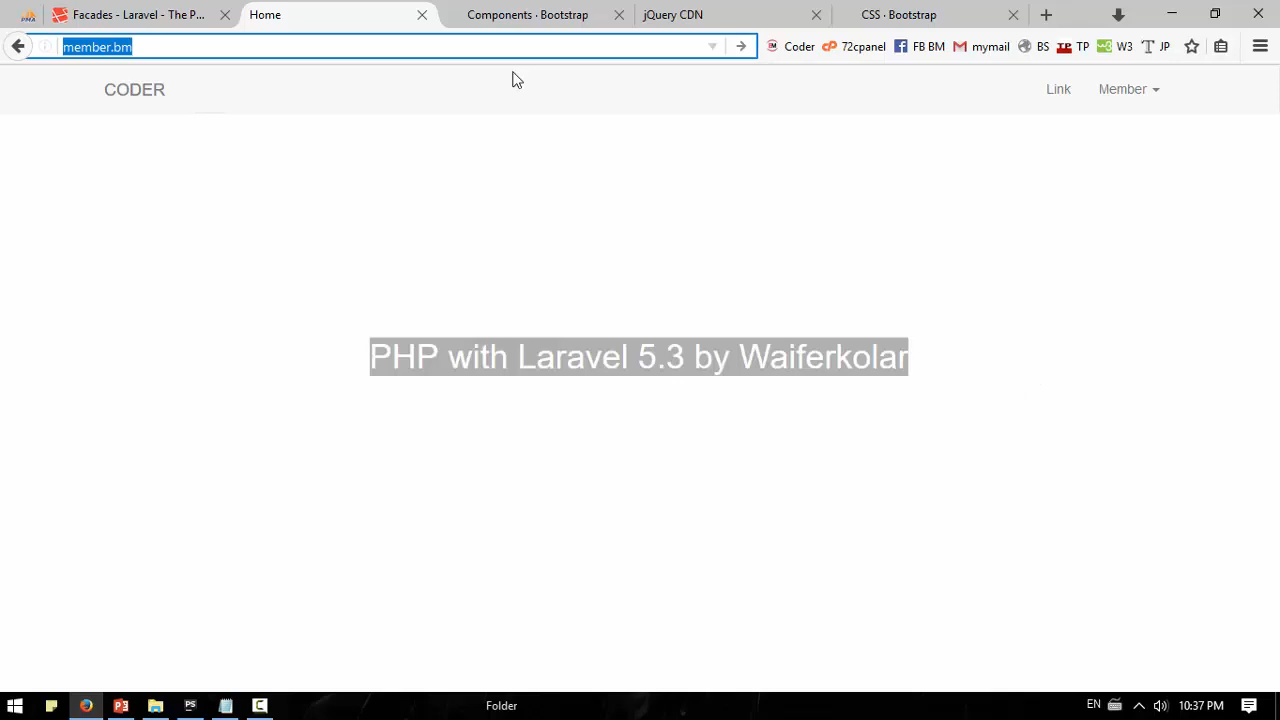 Facades - Laravel - The P...
Home
Components · Bootstrap
jQuery CDN
CSS · Bootstrap
member.bm
Coder
72cpanel
FB BM
mymail
BS
TP
W3
JP
CODER
Link
Member
PHP with Laravel 5.3 by Waiferkolar
Folder
EN
10:37 PM